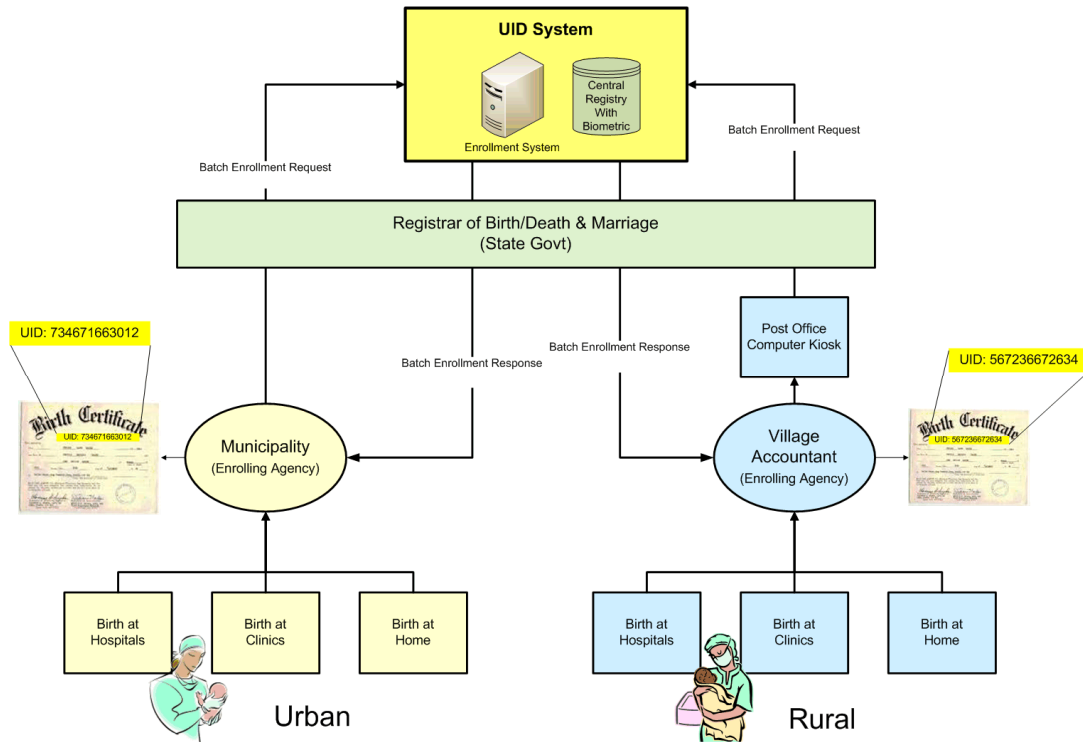 UID System
Central
Registry
With
Biometric
Enrollment System
Batch Enrollment Request
Batch Enrollment Request
Registrar of Birth/Death & Marriage
(State Govt)
Post Office
Computer Kiosk
Batch Enrollment Response
Batch Enrollment Response
UID: 734671663012
UID: 567236672634
Birth Certificate
UID: 734671663012
Municipality
(Enrolling Agency)
Village
Accountant
(Enrolling Agency)
Birth Certificate
UID: 567236672634
Birth at
Hospitals
Birth at
Clinics
Birth at
Home
Birth at
Hospitals
Birth at
Clinics
Birth at
Home
Urban
Rural